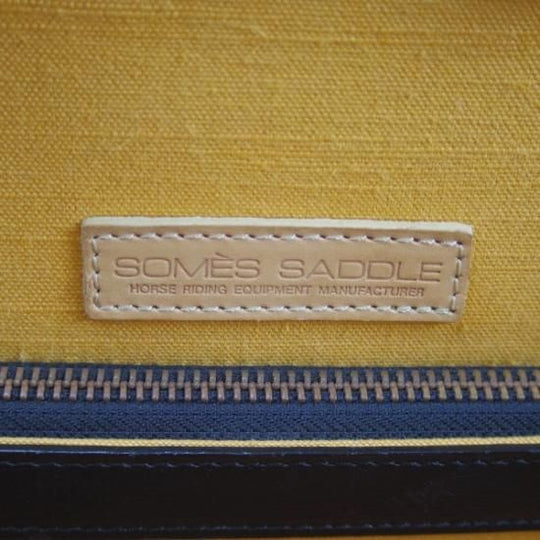 SOMÈS SADDLE
HORSE RIDING EQUIPMENT MANUFACTURER